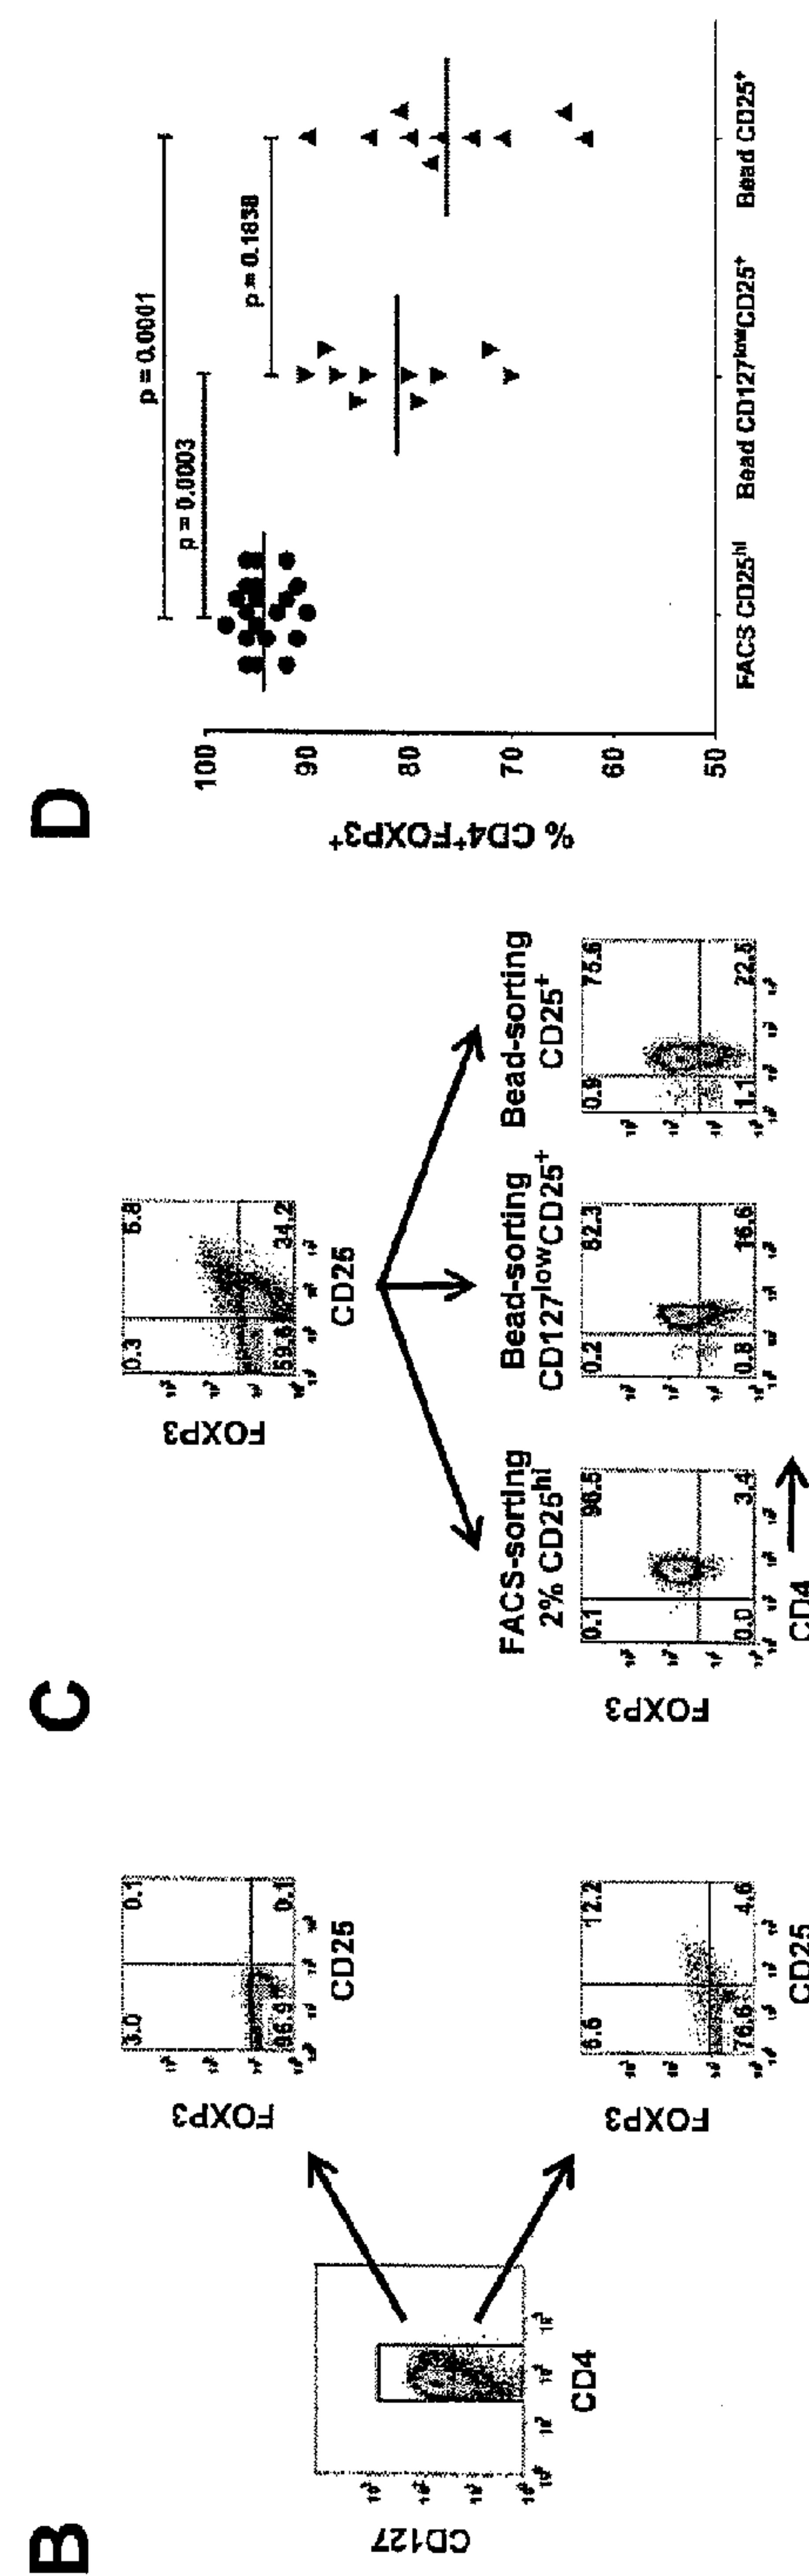 B
CD127
CD4
FOXP3
3.0
0.1
96.9
0.1
CD25
FOXP3
6.6
12.2
76.6
4.6
CD25
C
FOXP3
0.3
5.8
59.8
34.2
CD25
FACS-sorting
2% CD25hi
Bead-sorting
CD127lowCD25+
Bead-sorting
CD25+
FOXP3
0.1
96.5
0.0
3.4
0.2
82.3
0.8
16.6
0.9
75.6
1.1
22.5
CD4
D
p = 0.0001
p = 0.0003
p = 0.1838
% CD4+FOXP3+
100
90
80
70
60
50
FACS CD25hi
Bead CD127lowCD25+
Bead CD25+